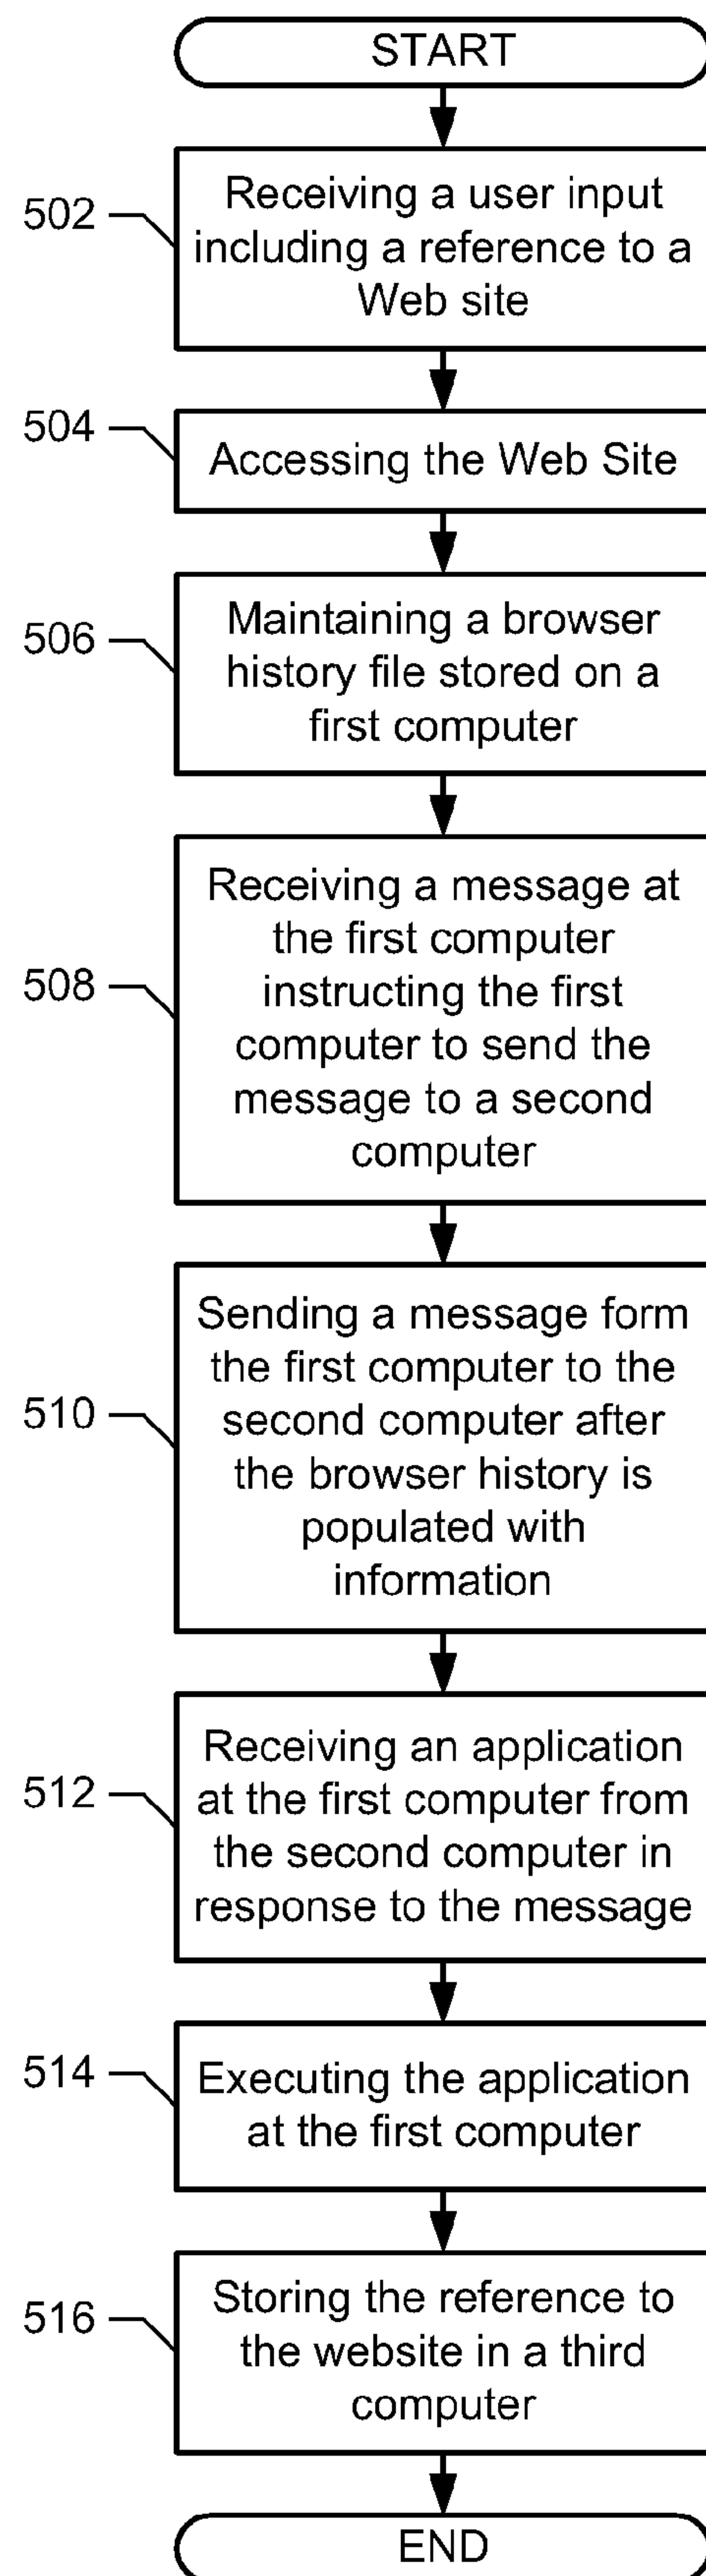 START
502
Receiving a user input
including a reference to a
Web site
504
Accessing the Web Site
506
Maintaining a browser
history file stored on a
first computer
508
Receiving a message at
the first computer
instructing the first
computer to send the
message to a second
computer
510
Sending a message form
the first computer to the
second computer after
the browser history is
populated with
information
512
Receiving an application
at the first computer from
the second computer in
response to the message
514
Executing the application
at the first computer
516
Storing the reference to
the website in a third
computer
END